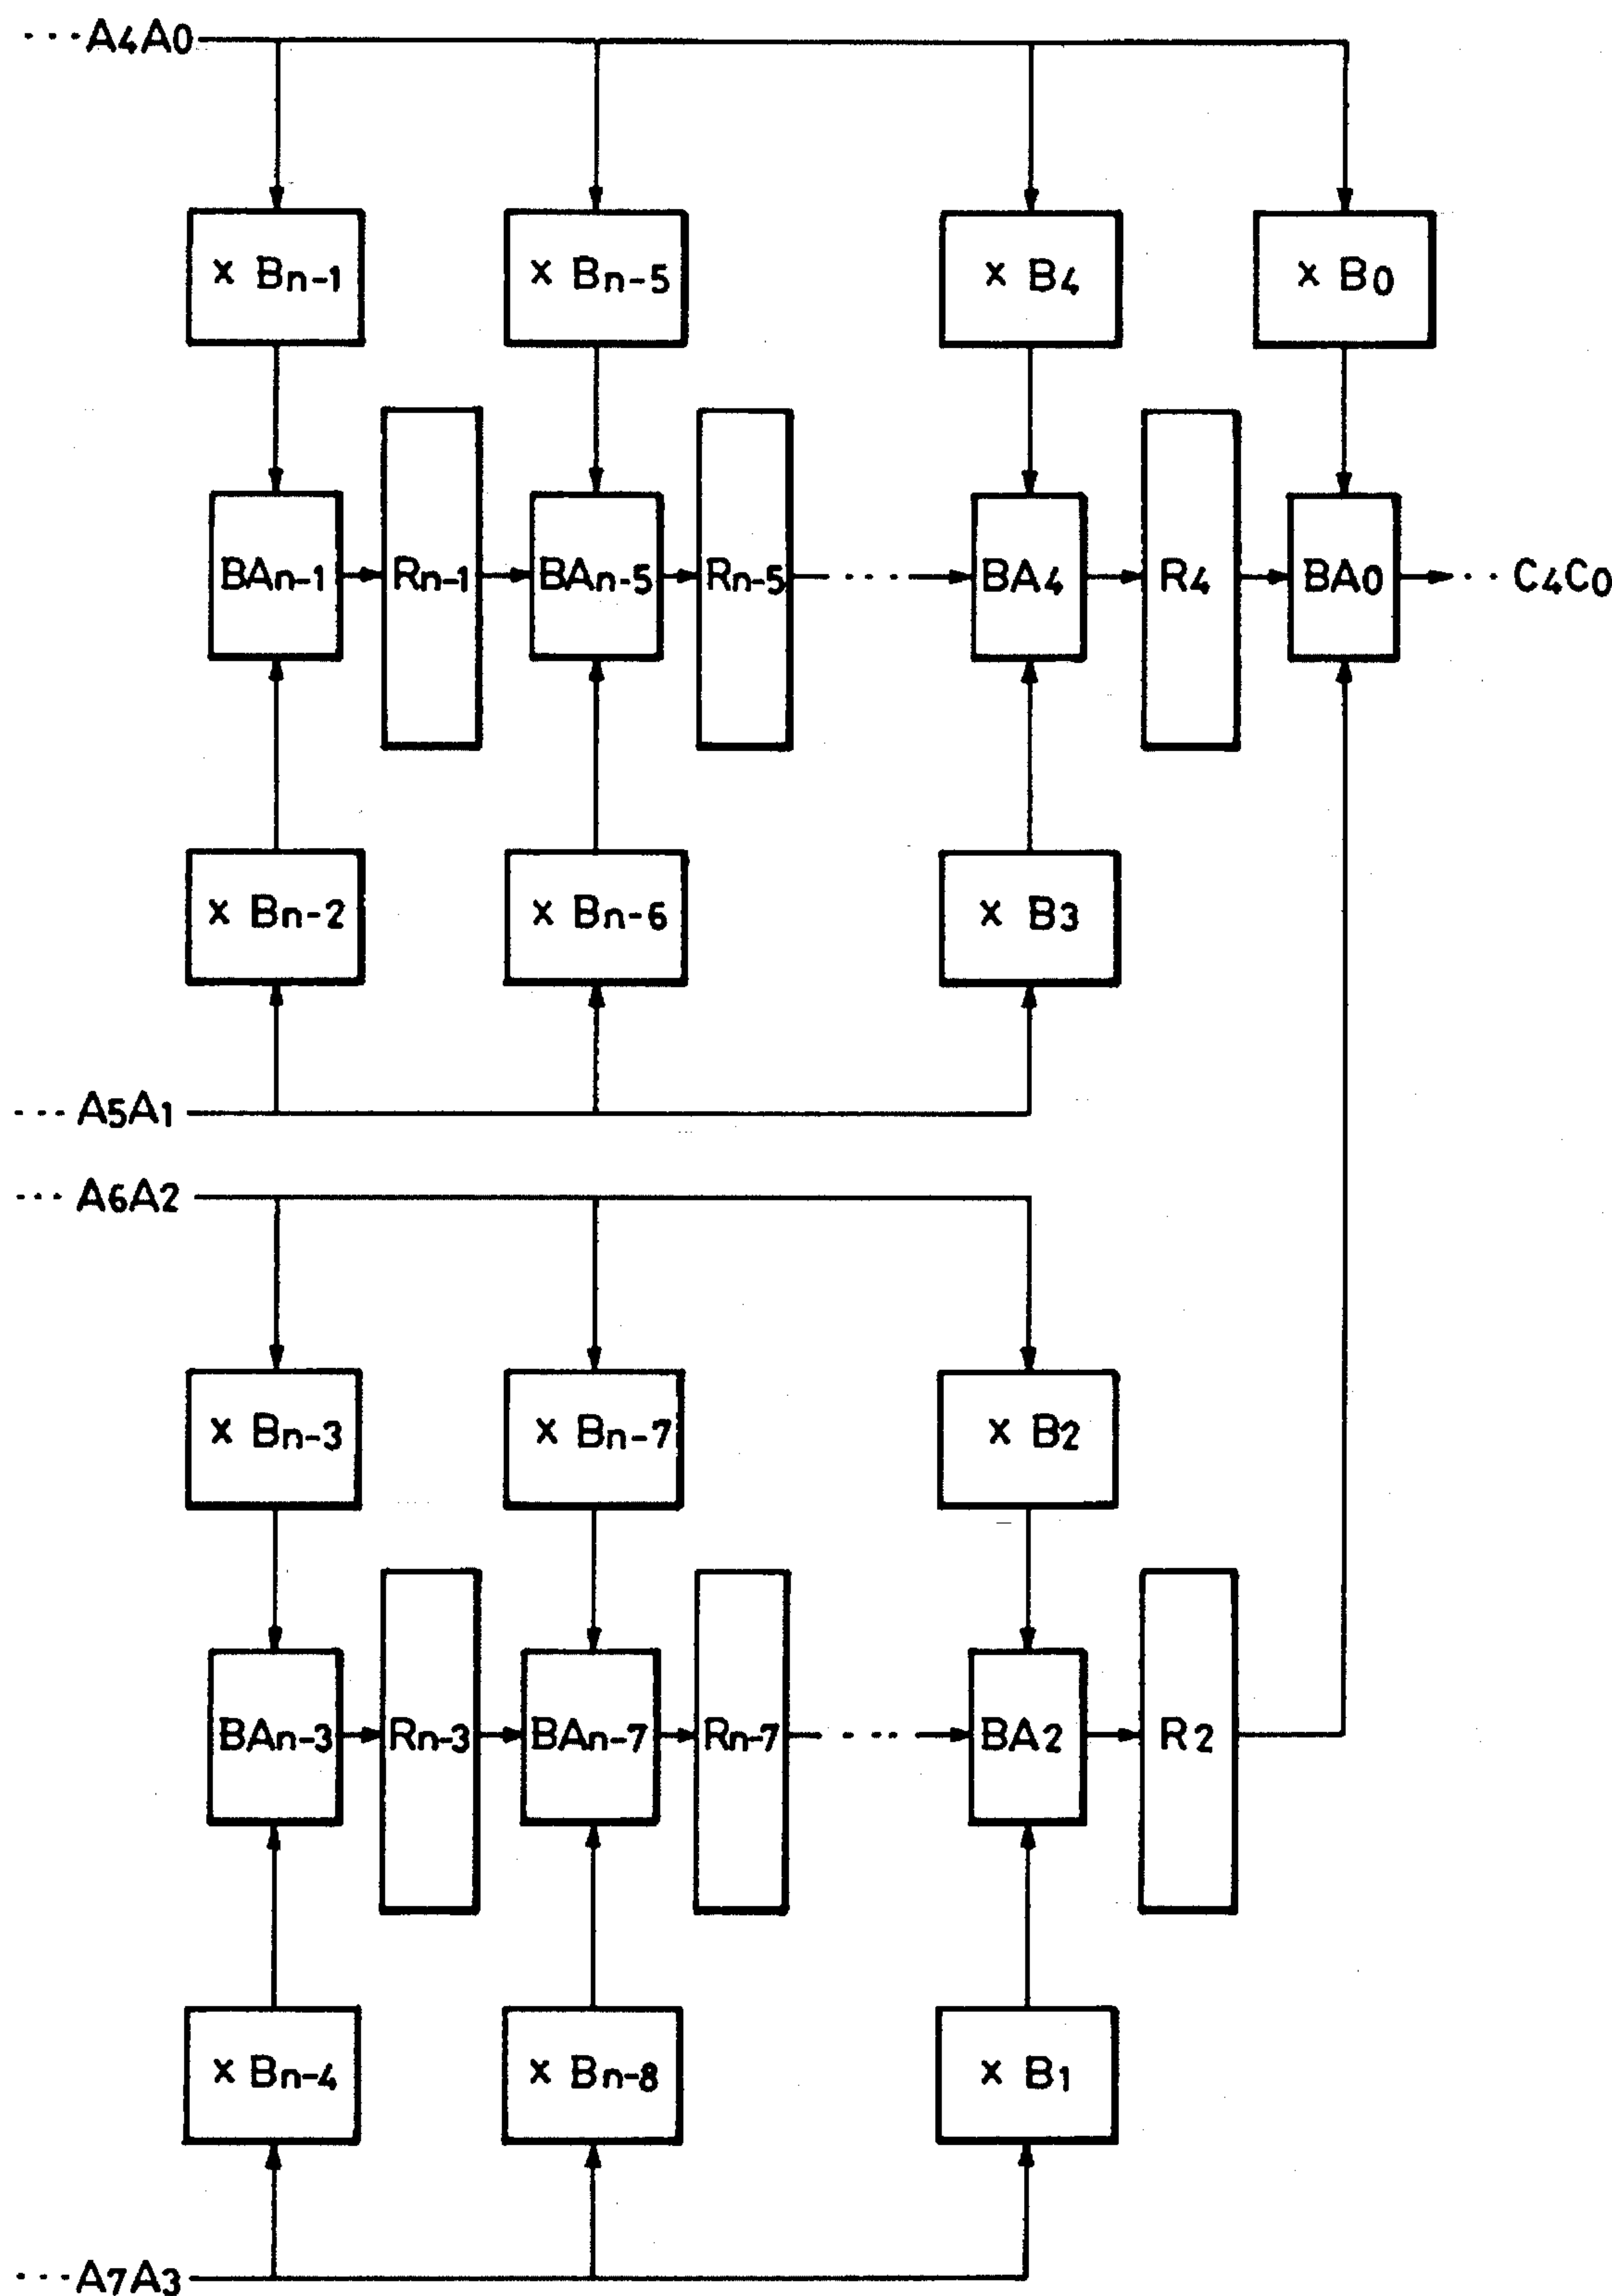 ···A4A0
× Bn-1 × Bn-5 × B4 × B0
BAn-1 Rn-1 BAn-5 Rn-5 ··· BA4 R4 BA0 ·· C4C0
× Bn-2 × Bn-6 × B3
···A5A1
···A6A2
× Bn-3 × Bn-7 × B2
BAn-3 Rn-3 BAn-7 Rn-7 ··· BA2 R2
× Bn-4 × Bn-8 × B1
···A7A3